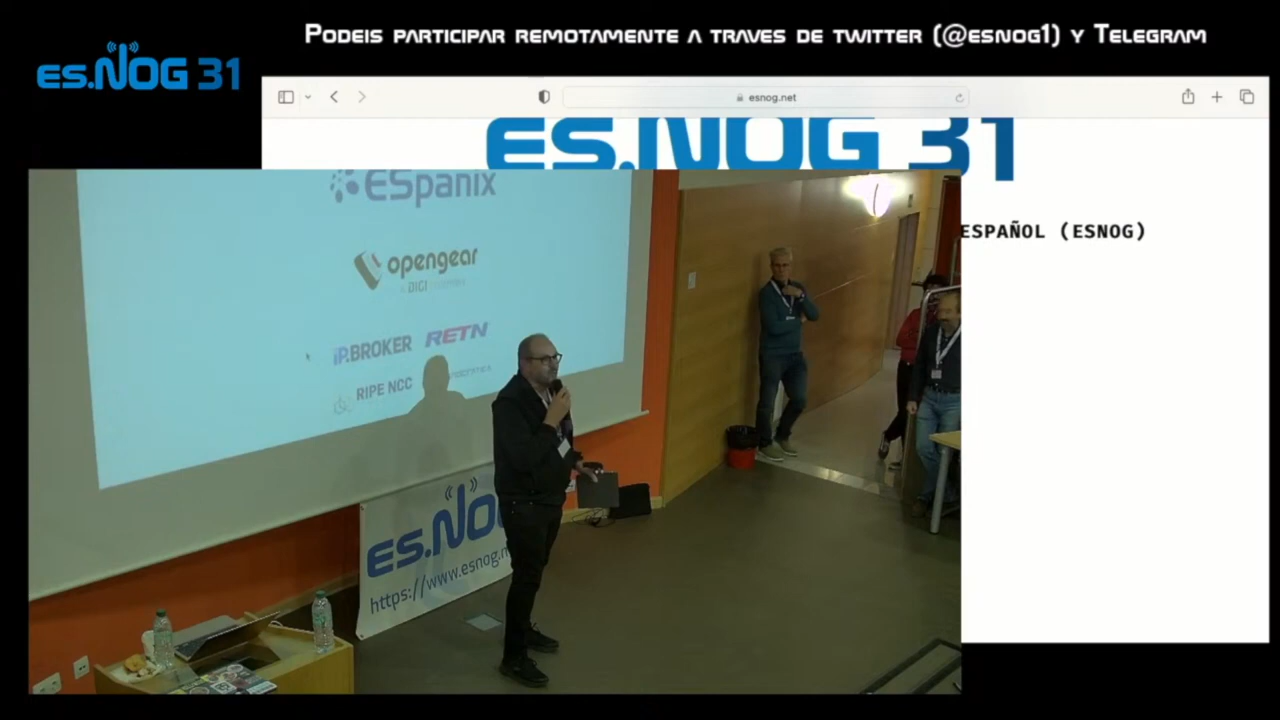 PODEIS PARTICIPAR REMOTAMENTE A TRAVES DE TWITTER (@ESNOG1) Y TELEGRAM
ES.NOG 31
esnog.net
ES.NOG 31
ESPAÑOL (ESNOG)
ESpanix
opengear
A DIGI
iP.BROKER
RETN
RIPE NCC
ES.NO
https://www.esnog.n